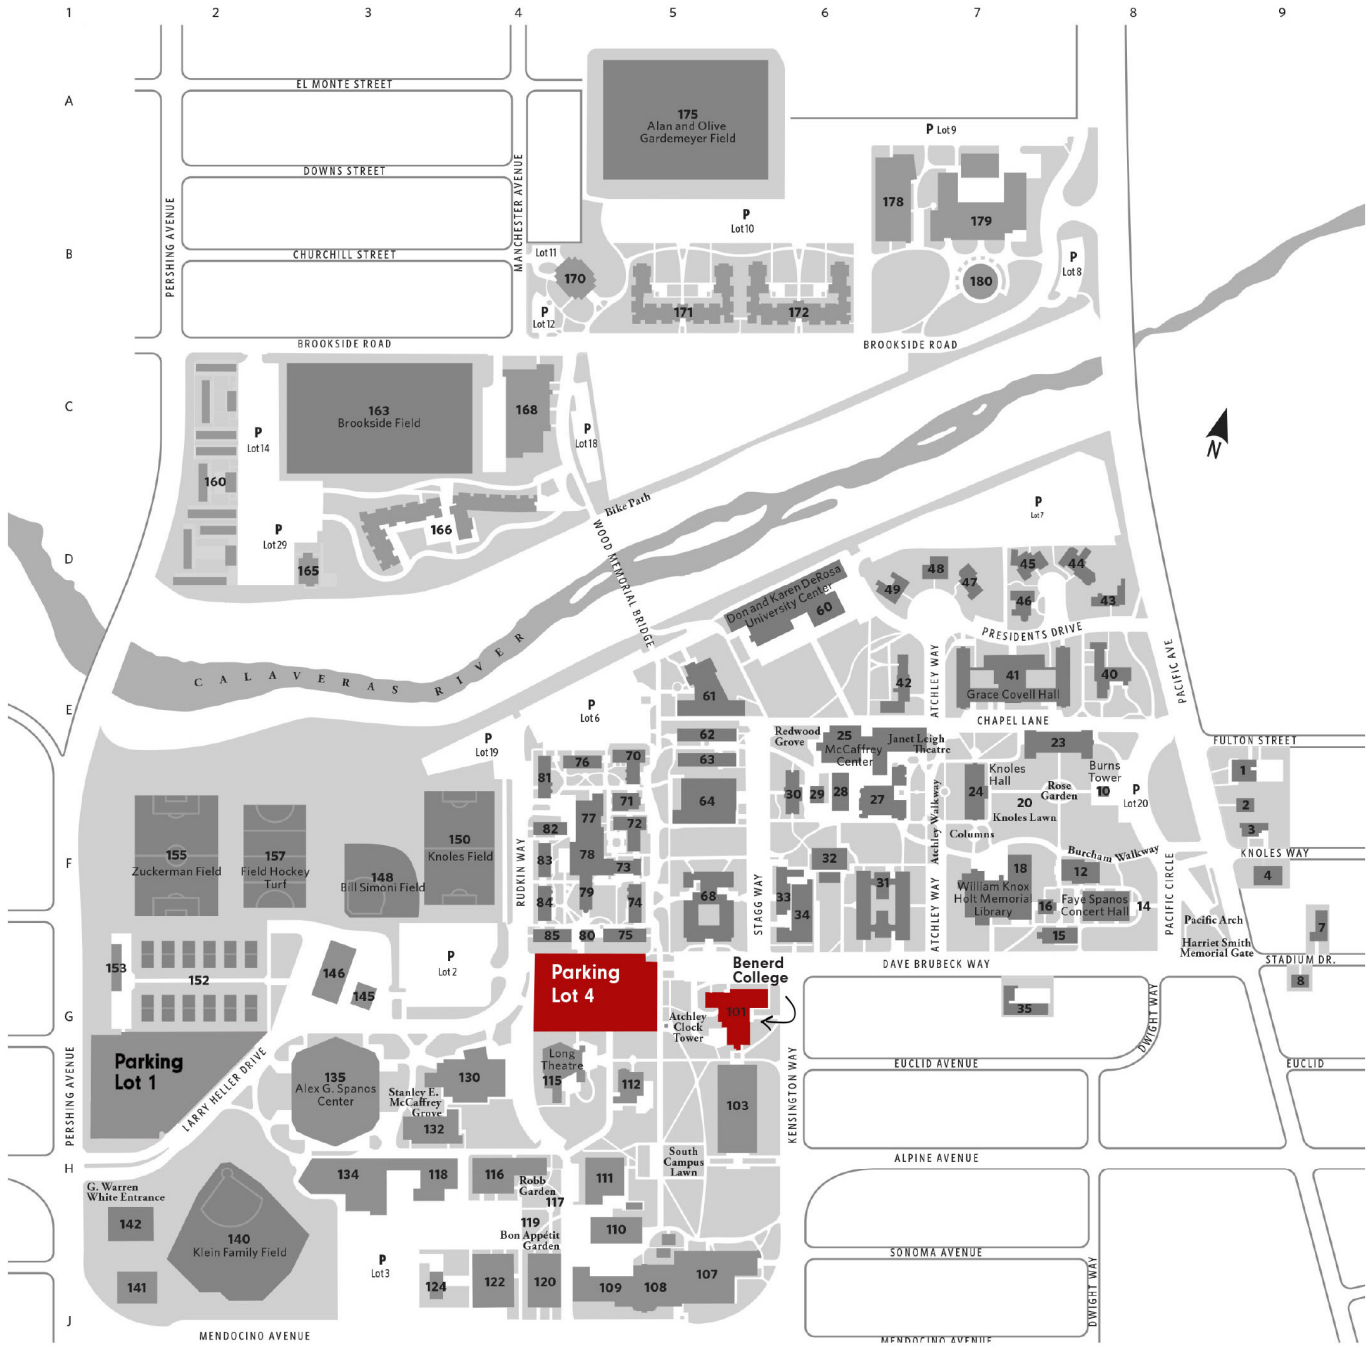 1 2 3 4 5 6 7 8 9
A
EL MONTE STREET
175
Alan and Olive
Gardemeyer Field
P Lot 9
DOWNS STREET
MANCHESTER AVENUE
PERSHING AVENUE
178
179
P
Lot 10
B
CHURCHILL STREET
Lot 11
170
P
Lot 8
180
P
Lot 12
171
172
BROOKSIDE ROAD
BROOKSIDE ROAD
C
163
Brookside Field
168
P
Lot 14
P
Lot 18
N
160
166
Bike Path
P
Lot 7
P
Lot 29
D
165
WOOD MEMORIAL BRIDGE
Don and Karen DeRosa
University Center
60
49
48
47
45
44
46
43
PRESIDENTS DRIVE
CALAVERAS RIVER
ATCHLEY WAY
PACIFIC AVE
61
42
41
Grace Covell Hall
40
E
P
Lot 6
CHAPEL LANE
P
Lot 19
62
Redwood
Grove
25
McCaffrey
Center
Janet Leigh
Theatre
23
FULTON STREET
63
70
76
81
1
Knoles
Hall
Burns
Tower
10
P
Lot 20
64
71
77
30
29
28
27
24
Rose
Garden
20
Knoles Lawn
2
72
82
Atchley Walkway
Columns
3
155
Zuckerman Field
157
Field Hockey
Turf
148
Bill Simoni Field
150
Knoles Field
RUDKIN WAY
F
83
78
73
32
Burcham Walkway
KNOLES WAY
18
12
4
PACIFIC CIRCLE
84
79
74
68
STAGG WAY
33
34
31
ATCHLEY WAY
William Knox
Holt Memorial
Library
16
Faye Spanos
Concert Hall
14
15
Pacific Arch
Harriet Smith
Memorial Gate
7
85
80
75
STADIUM DR.
8
153
152
146
145
P
Lot 2
Parking
Lot 4
Benerd
College
DAVE BRUBECK WAY
G
101
Atchley
Clock
Tower
35
DWIGHT WAY
Parking
Lot 1
PERSHING AVENUE
LARRY HELLER DRIVE
135
Alex G. Spanos
Center
Stanley E.
McCaffrey
Grove
130
Long
Theatre
115
112
103
KENSINGTON WAY
EUCLID AVENUE
EUCLID
132
H
G. Warren
White Entrance
134
118
116
Robb
Garden
117
111
South
Campus
Lawn
ALPINE AVENUE
142
140
Klein Family Field
119
Bon Appétit
Garden
110
P
Lot 3
SONOMA AVENUE
141
124
122
120
109
108
107
DWIGHT WAY
J
MENDOCINO AVENUE
MENDOCINO AVENUE